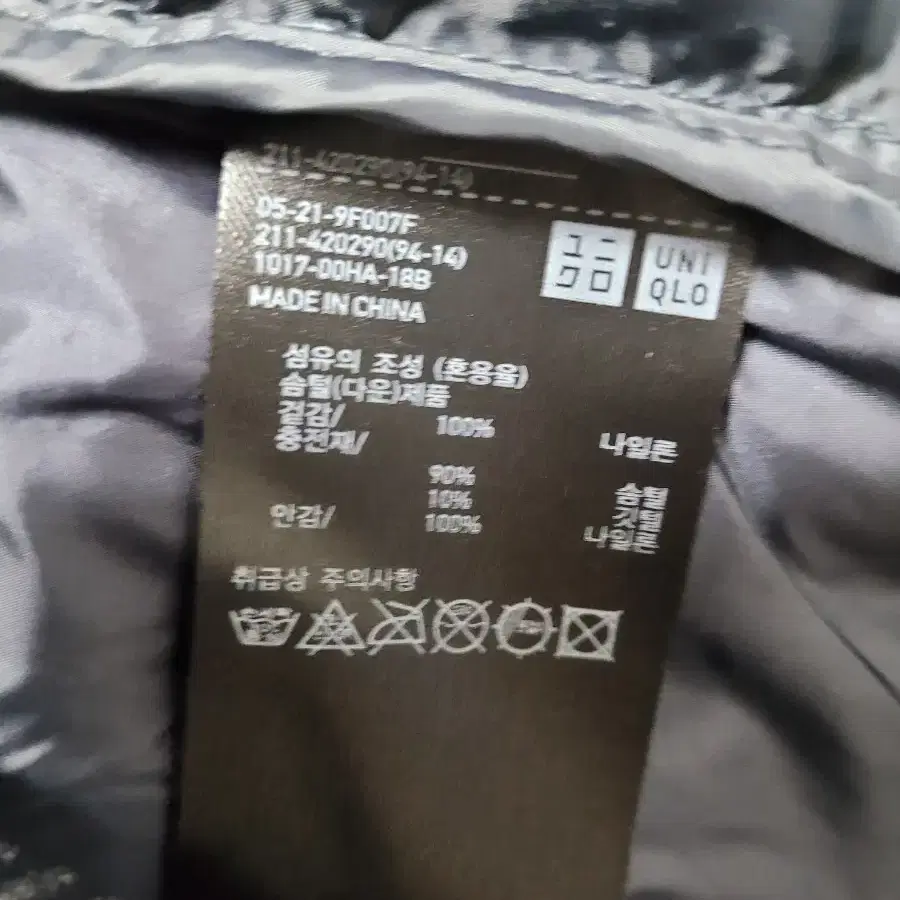 211-420290(94-14)
05-21-9F007F
211-420290(94-14)
1017-00HA-18B
MADE IN CHINA
ユニ
クロ
UNI
QLO
섬유의 조성 (혼용율)
솜털(다운)제품
겉감/ 100% 나일론
충전재/
90% 솜털
10% 깃털
안감/ 100% 나일론
취급상 주의사항